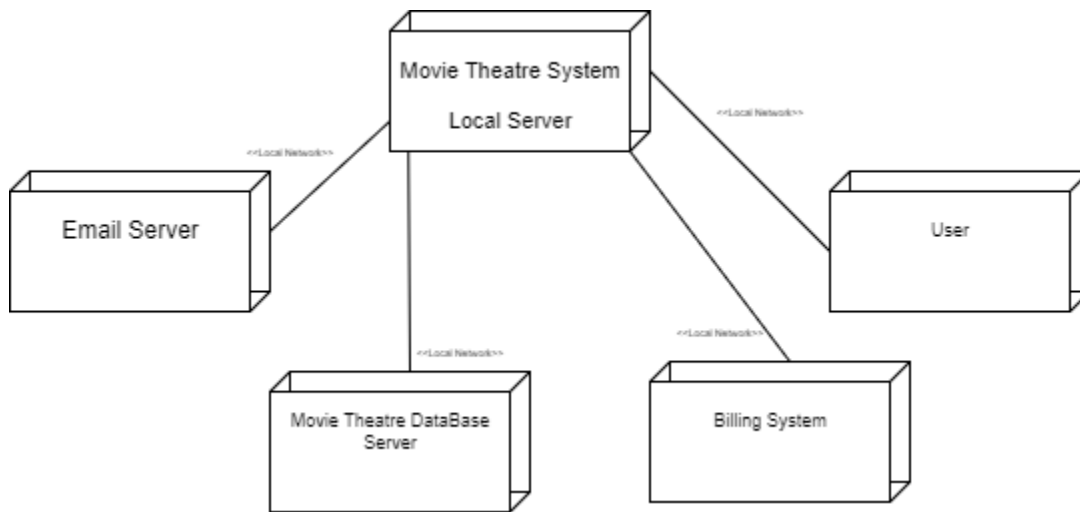 Movie Theatre System
Local Server
<<Local Network>>
<<Local Network>>
Email Server
User
<<Local Network>>
<<Local Network>>
Movie Theatre DataBase
Server
Billing System